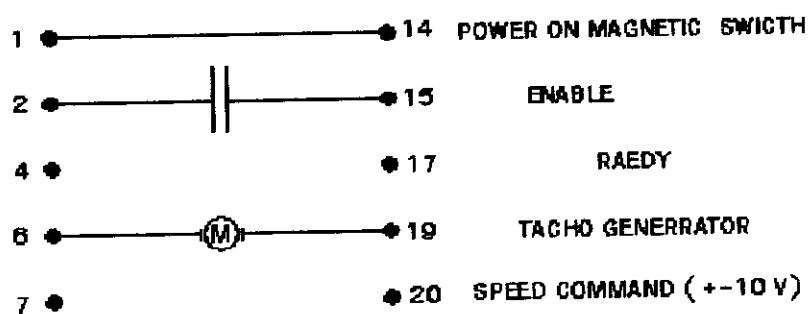 1 14 POWER ON MAGNETIC SWICTH
2 15 ENABLE
4 17 RAEDY
6 M 19 TACHO GENERRATOR
7 20 SPEED COMMAND ( +-10 V)